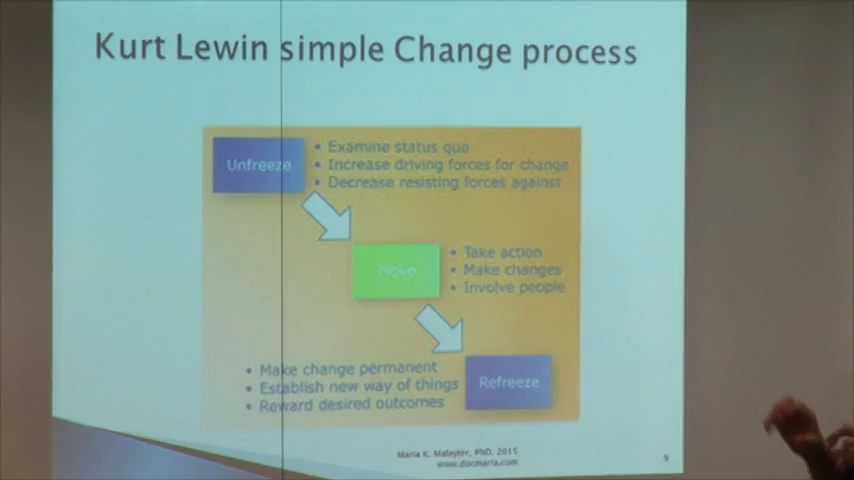 Kurt Lewin simple Change process
Unfreeze
• Examine status quo
• Increase driving forces for change
• Decrease resisting forces against
Move
• Take action
• Make changes
• Involve people
• Make change permanent
• Establish new way of things
• Reward desired outcomes
Refreeze
Maria K. Malayter, PhD, 2015
www.docmaria.com
9